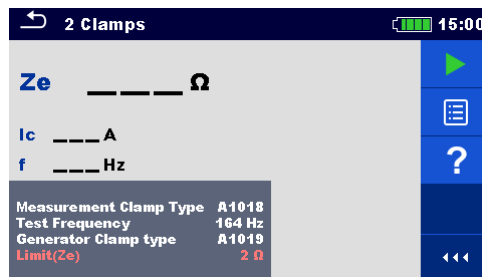 2 Clamps 15:00
Ze ___ Ω
Ic ___ A
f ___ Hz
?
Measurement Clamp Type A1018
Test Frequency 164 Hz
Generator Clamp type A1019
Limit(Ze) 2 Ω